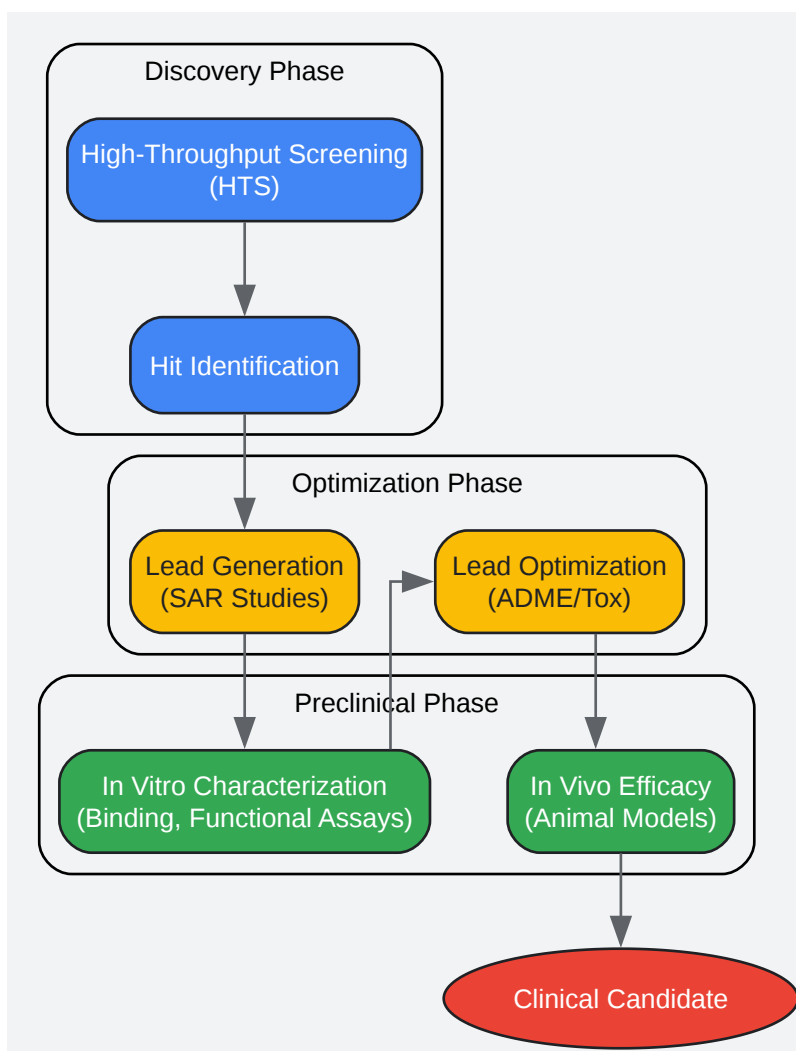 Discovery Phase
High-Throughput Screening
(HTS)
Hit Identification
Optimization Phase
Lead Generation
(SAR Studies)
Lead Optimization
(ADME/Tox)
Preclinical Phase
In Vitro Characterization
(Binding, Functional Assays)
In Vivo Efficacy
(Animal Models)
Clinical Candidate